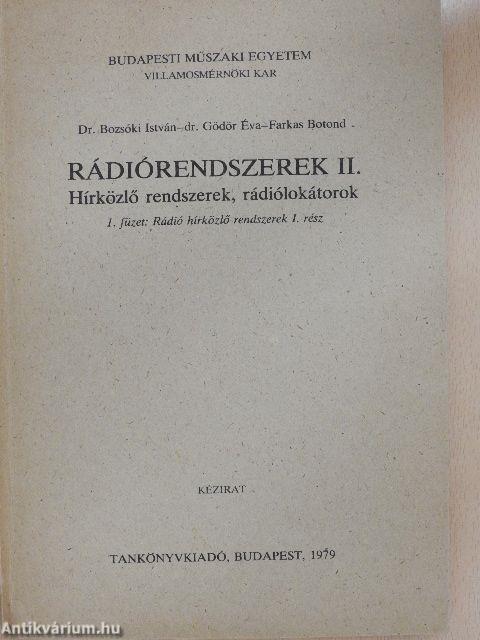 BUDAPESTI MŰSZAKI EGYETEM
VILLAMOSMÉRNÖKI KAR
Dr. Bozsóki István–dr. Gödör Éva–Farkas Botond
RÁDIÓRENDSZEREK II.
Hírközlő rendszerek, rádiólokátorok
1. füzet: Rádió hírközlő rendszerek I. rész
KÉZIRAT
TANKÖNYVKIADÓ, BUDAPEST, 1979
Antikvárium.hu